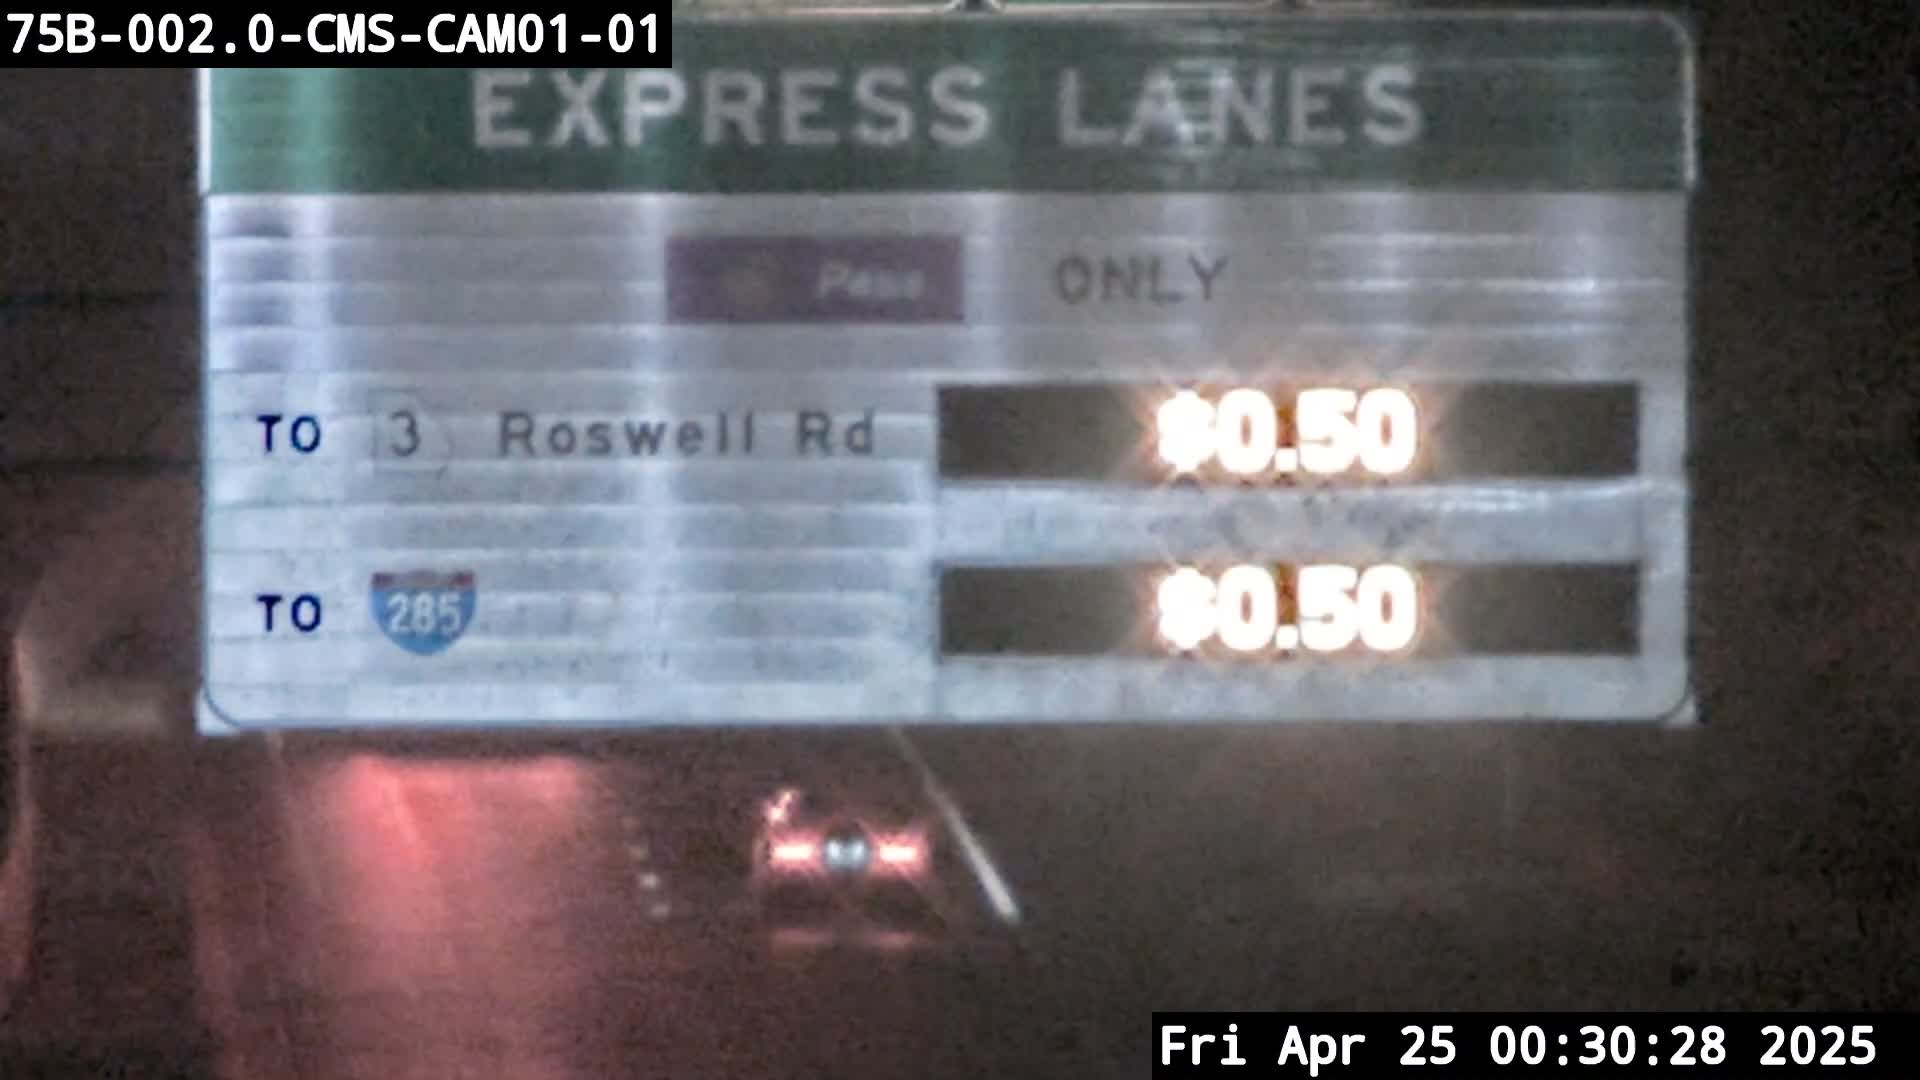 75B-002.0-CMS-CAM01-01
EXPRESS LANES
Pass ONLY
TO 3 Roswell Rd $0.50
TO 285 $0.50
Fri Apr 25 00:30:28 2025